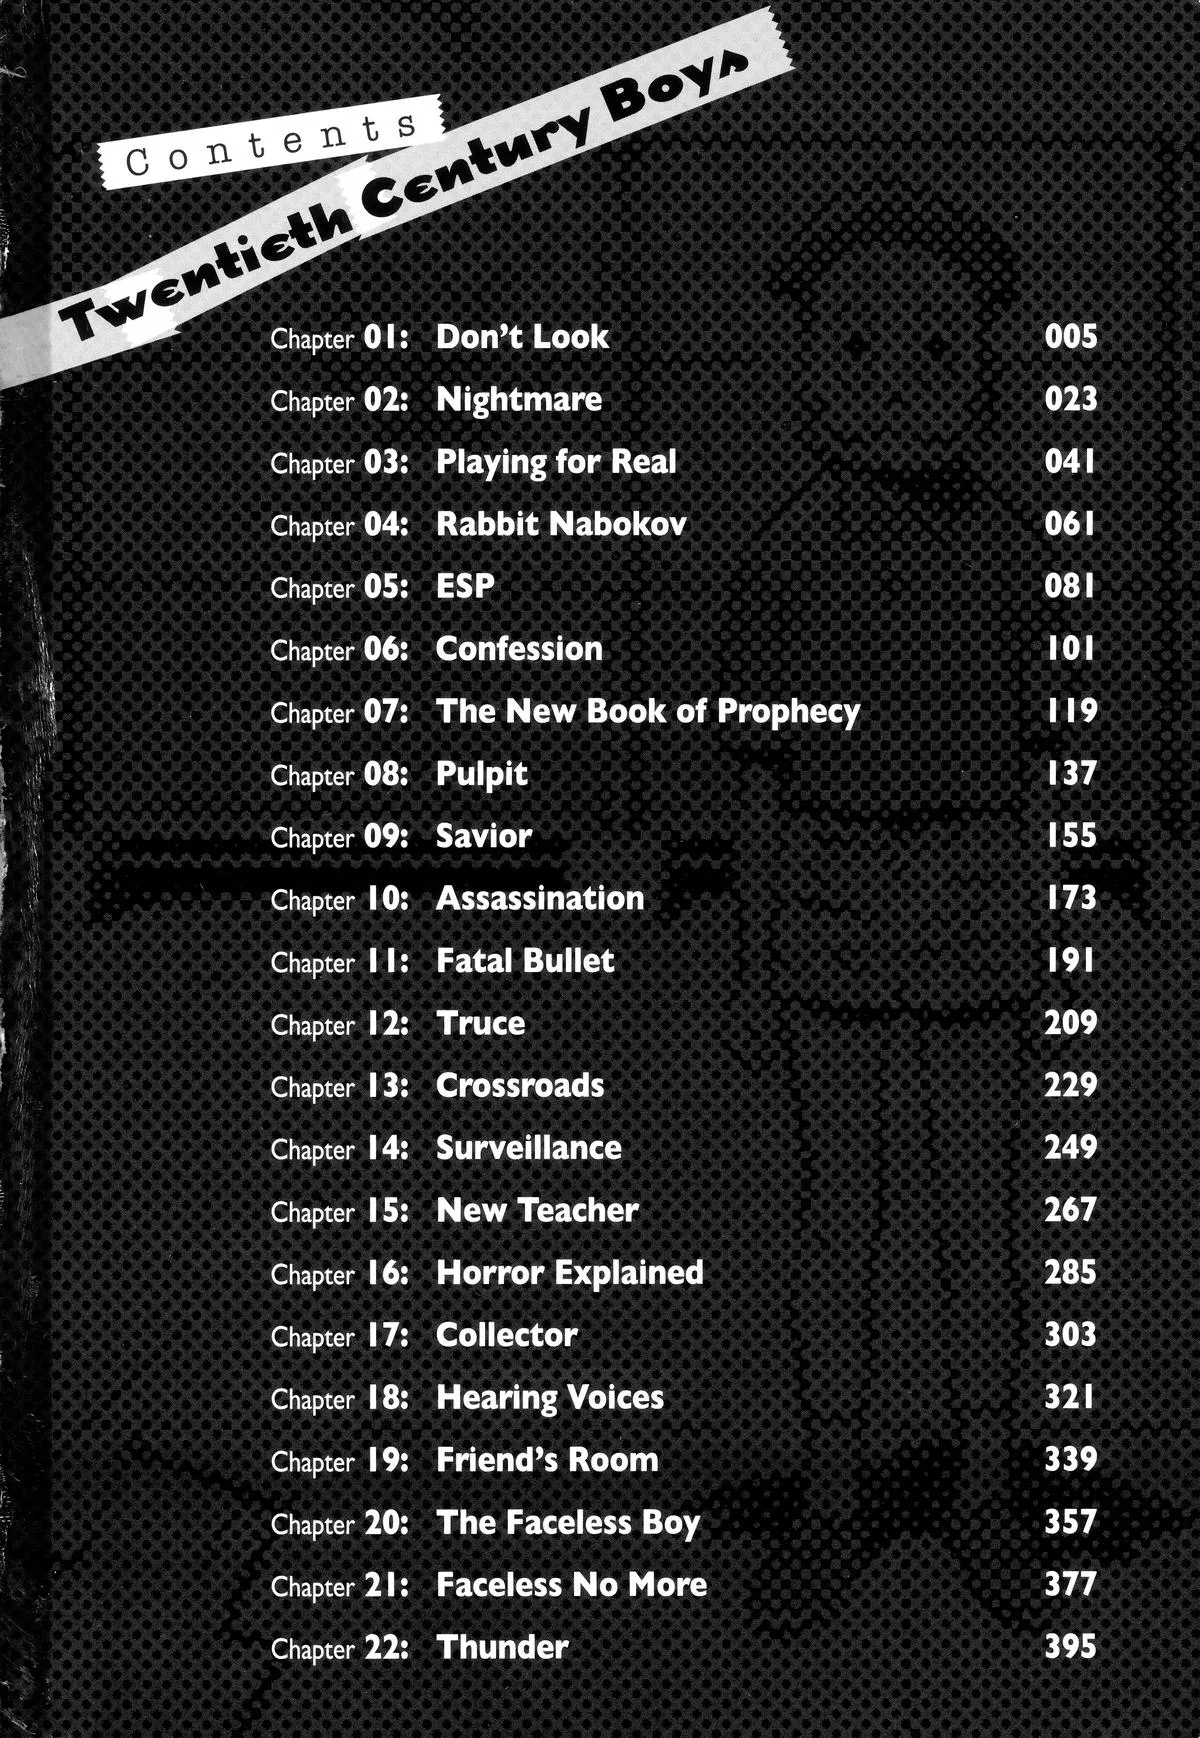 Contents
Twentieth Century Boys
Chapter 01: Don't Look 005
Chapter 02: Nightmare 023
Chapter 03: Playing for Real 041
Chapter 04: Rabbit Nabokov 061
Chapter 05: ESP 081
Chapter 06: Confession 101
Chapter 07: The New Book of Prophecy 119
Chapter 08: Pulpit 137
Chapter 09: Savior 155
Chapter 10: Assassination 173
Chapter 11: Fatal Bullet 191
Chapter 12: Truce 209
Chapter 13: Crossroads 229
Chapter 14: Surveillance 249
Chapter 15: New Teacher 267
Chapter 16: Horror Explained 285
Chapter 17: Collector 303
Chapter 18: Hearing Voices 321
Chapter 19: Friend's Room 339
Chapter 20: The Faceless Boy 357
Chapter 21: Faceless No More 377
Chapter 22: Thunder 395